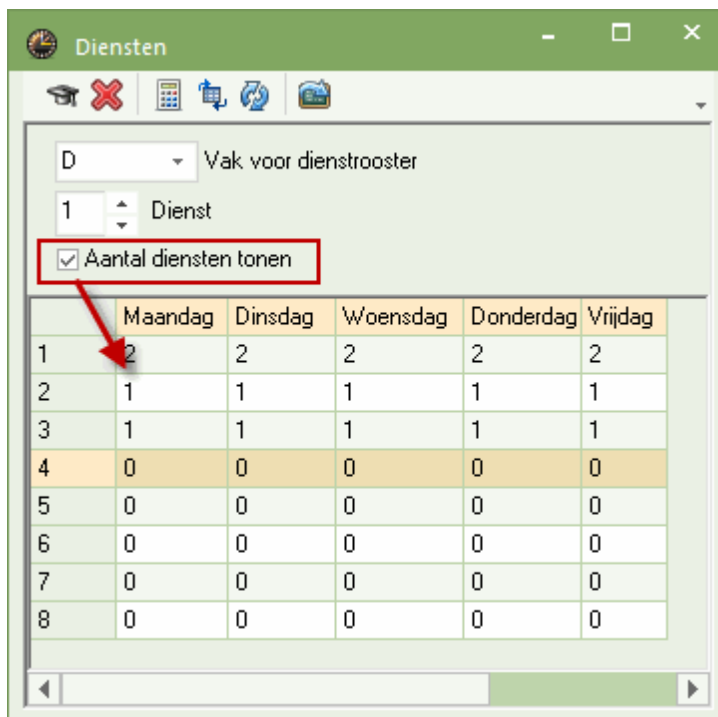 Diensten
D Vak voor dienstrooster
1 Dienst
Aantal diensten tonen
Maandag Dinsdag Woensdag Donderdag Vrijdag
1 2 2 2 2 2
2 1 1 1 1 1
3 1 1 1 1 1
4 0 0 0 0 0
5 0 0 0 0 0
6 0 0 0 0 0
7 0 0 0 0 0
8 0 0 0 0 0